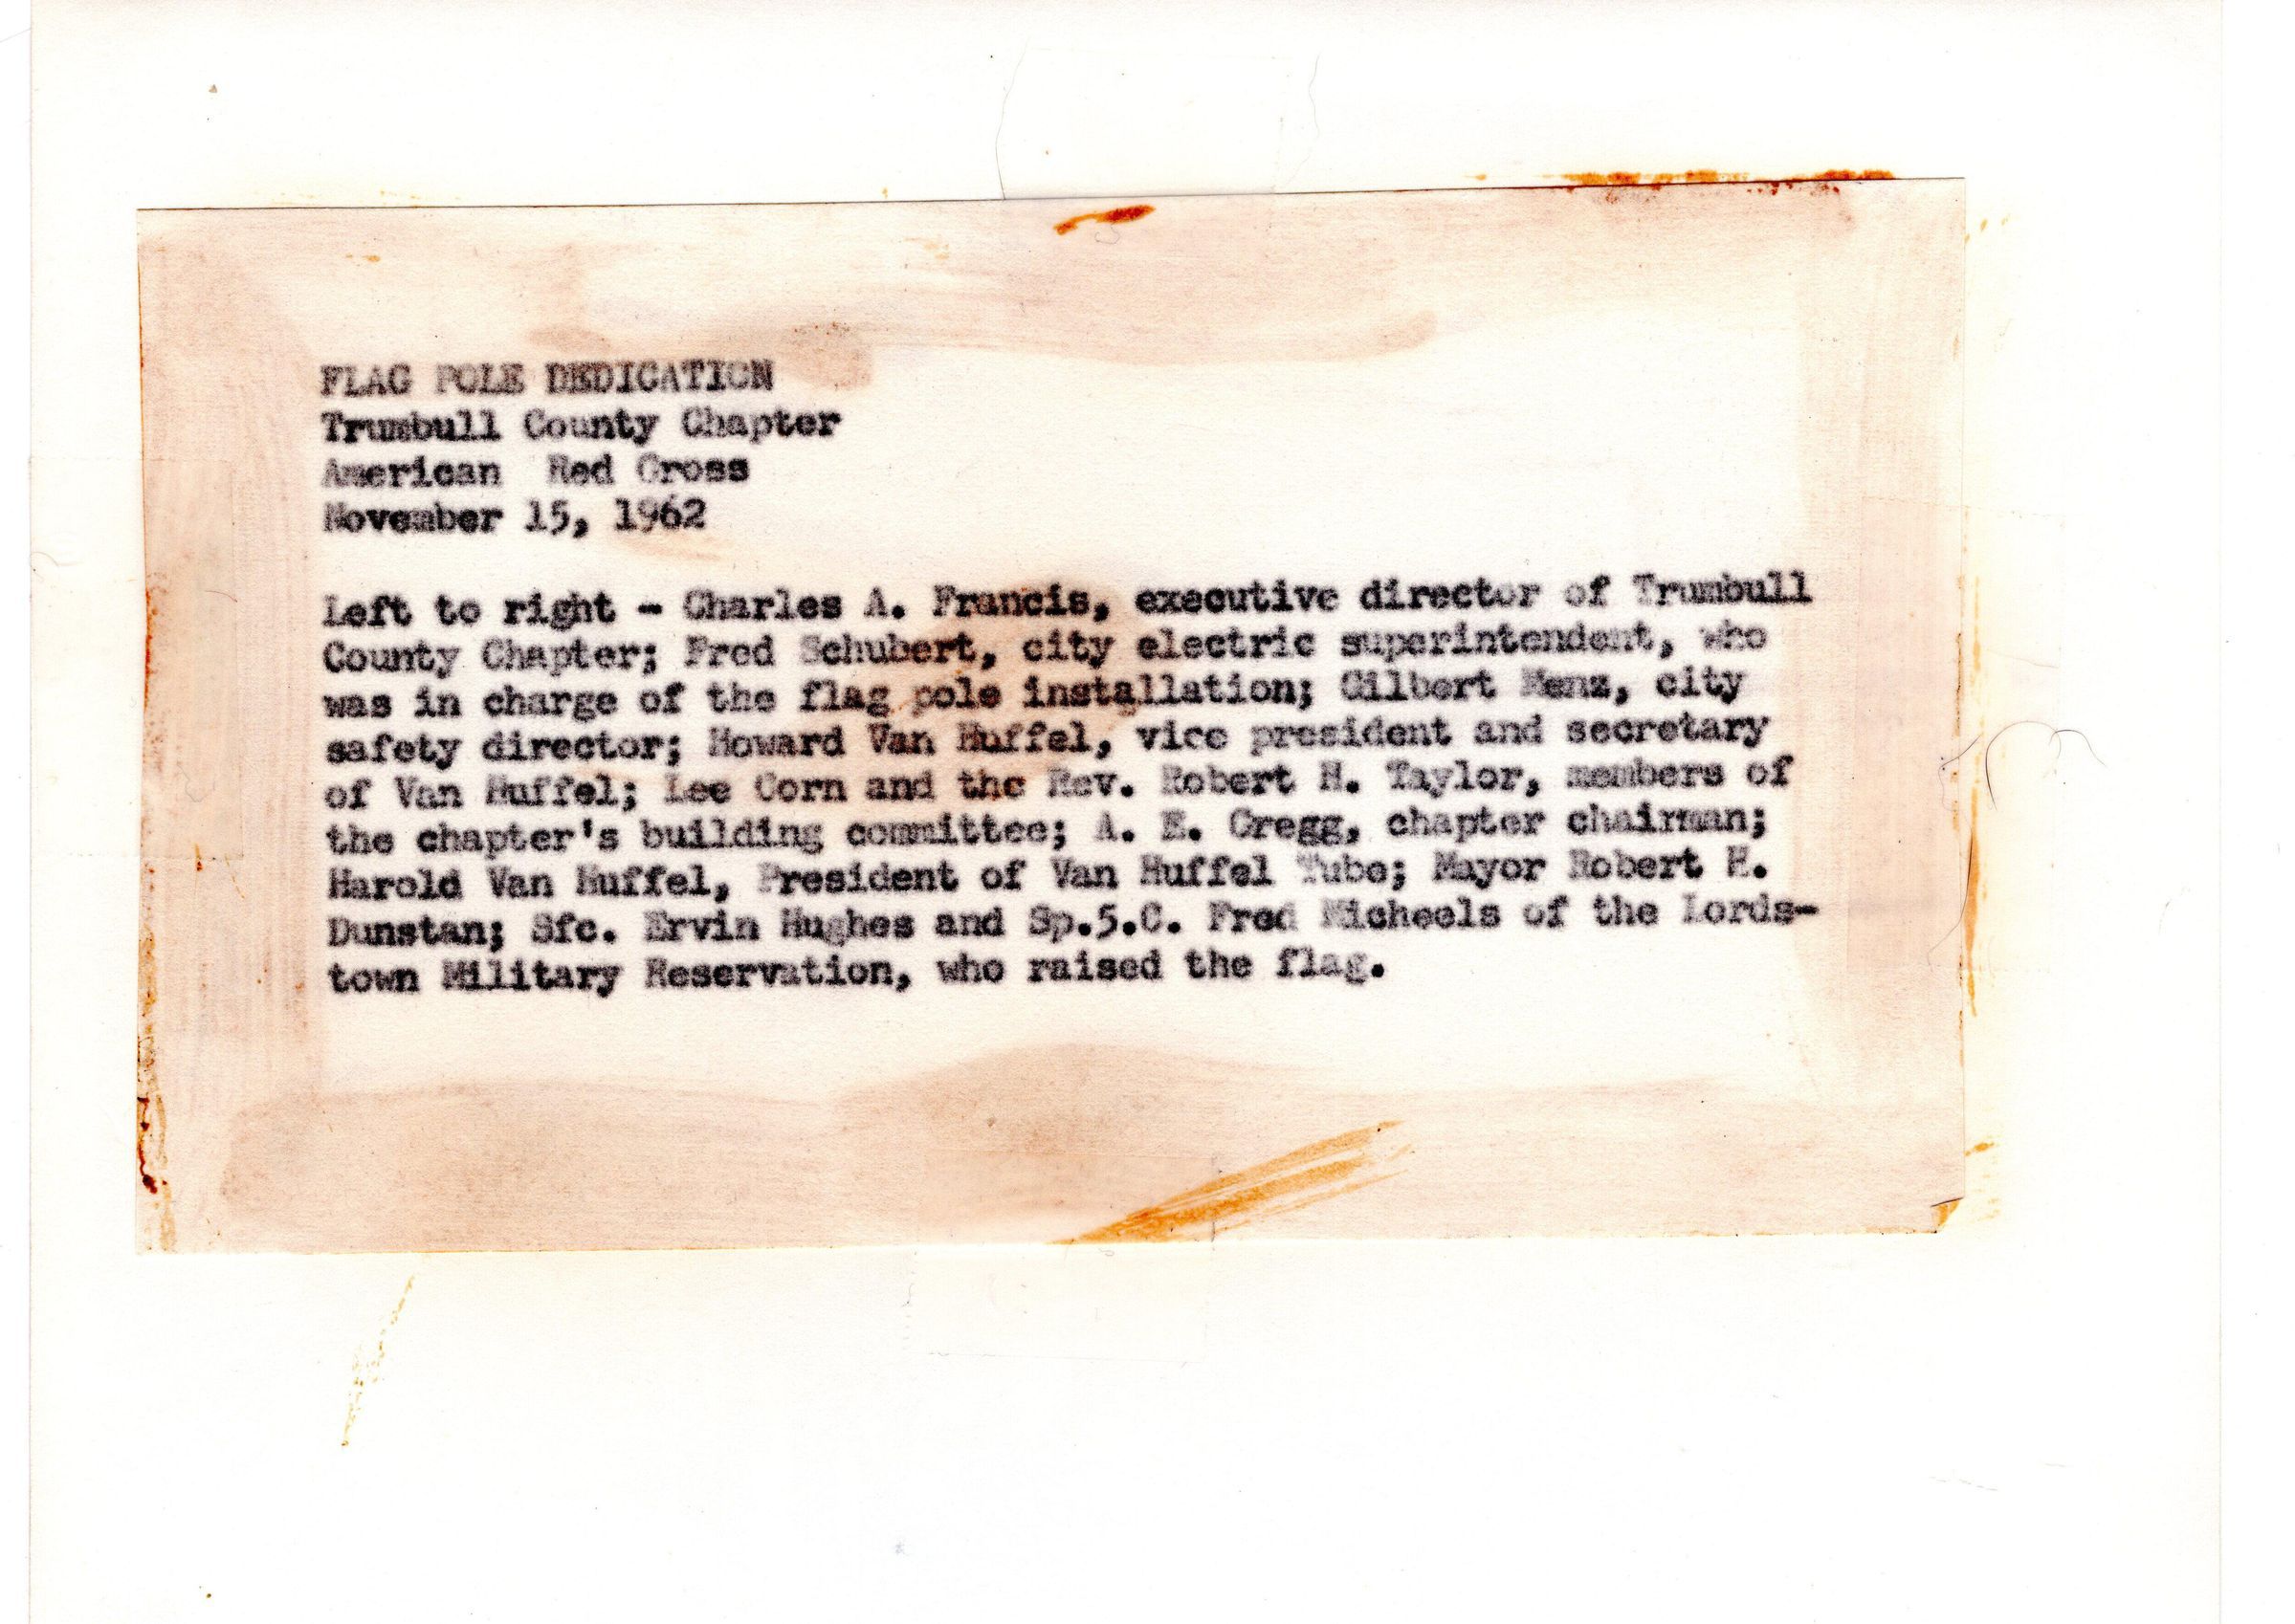 FLAG POLE DEDICATION
Trumbull County Chapter
American Red Cross
November 15, 1962
Left to right - Charles A. Francis, executive director of Trumbull
County Chapter; Fred Schubert, city electric superintendent, who
was in charge of the flag pole installation; Gilbert Menz, city
safety director; Howard Van Huffel, vice president and secretary
of Van Huffel; Lee Corn and the Rev. Robert H. Taylor, members of
the chapter's building committee; A. E. Gregg, chapter chairman;
Harold Van Huffel, President of Van Huffel Tube; Mayor Robert H.
Dunstan; Sfc. Ervin Hughes and Sp.5.C. Fred Micheels of the Lords-
town Military Reservation, who raised the flag.